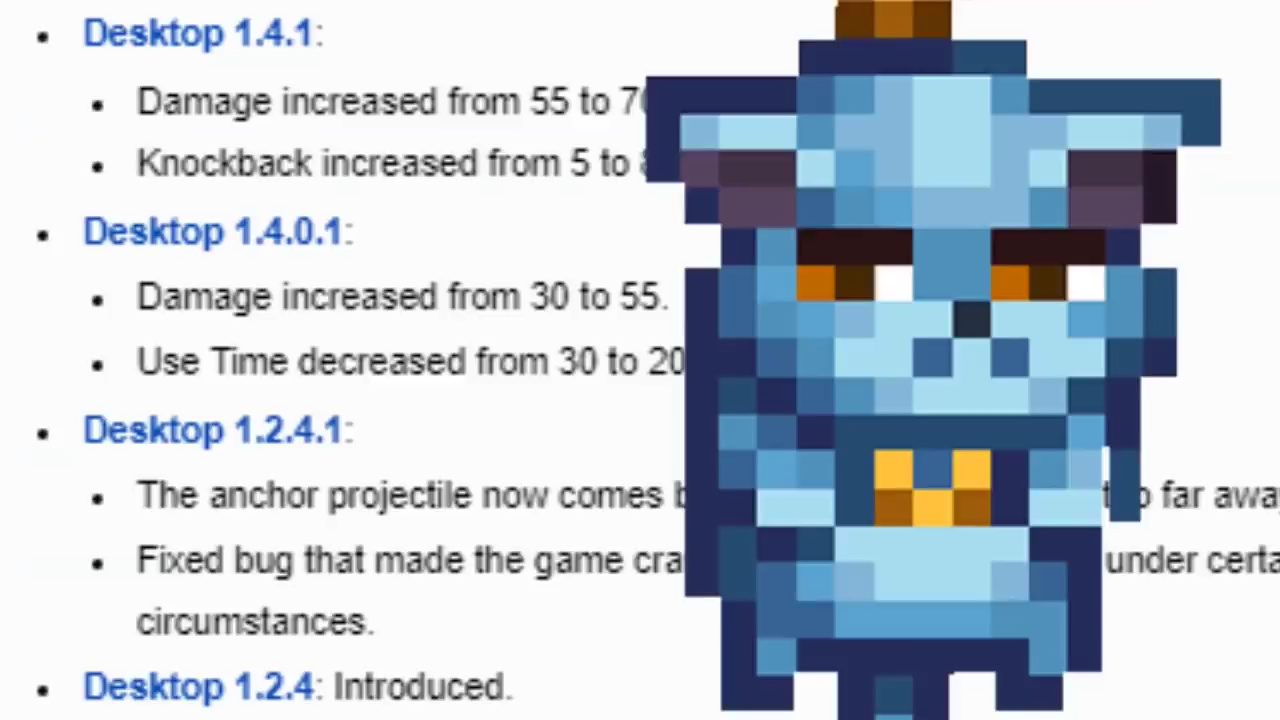 Desktop 1.4.1:
Damage increased from 55 to
Knockback increased from 5 to
Desktop 1.4.0.1:
Damage increased from 30 to 55.
Use Time decreased from 30 to 20
Desktop 1.2.4.1:
The anchor projectile now comes far
Fixed bug that made the game under
circumstances.
Desktop 1.2.4: Introduced.